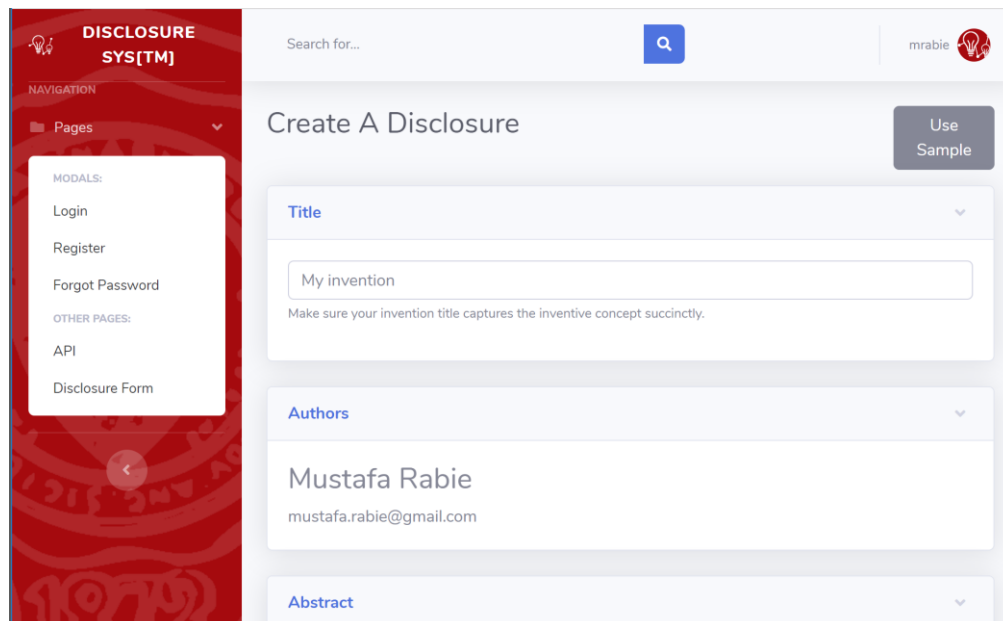 DISCLOSURE
SYS[TM]
NAVIGATION
Pages
MODALS:
Login
Register
Forgot Password
OTHER PAGES:
API
Disclosure Form
Search for...
mrabie
Create A Disclosure
Use
Sample
Title
My invention
Make sure your invention title captures the inventive concept succinctly.
Authors
Mustafa Rabie
mustafa.rabie@gmail.com
Abstract